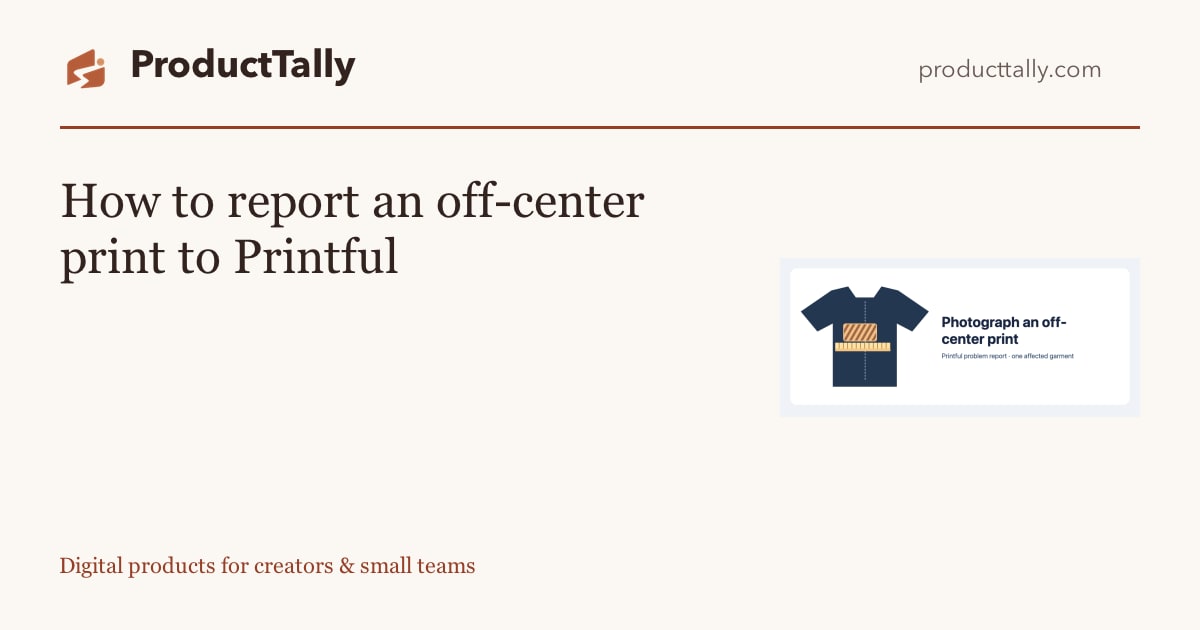 ProductTally
producttally.com
How to report an off-center
print to Printful
Photograph an off-
center print
Printful problem report · one affected garment
Digital products for creators & small teams